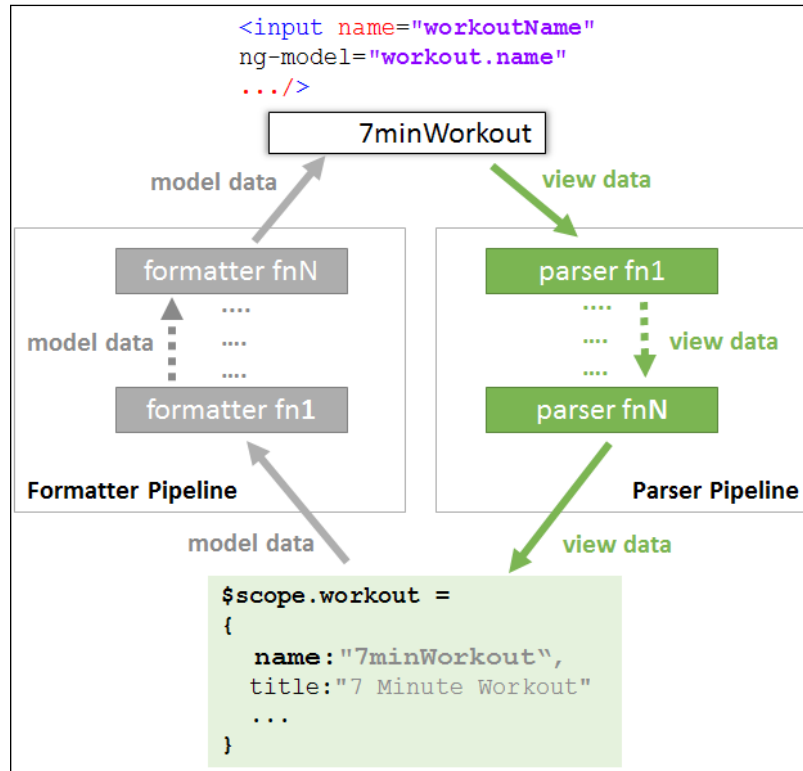 <input name="workoutName"
ng-model="workout.name"
.../>
7minWorkout
model data
view data
formatter fnN
parser fn1
....
....
model data
....
....
view data
....
....
formatter fn1
parser fnN
Formatter Pipeline
Parser Pipeline
model data
view data
$scope.workout =
{
name:"7minWorkout“,
title:"7 Minute Workout"
...
}